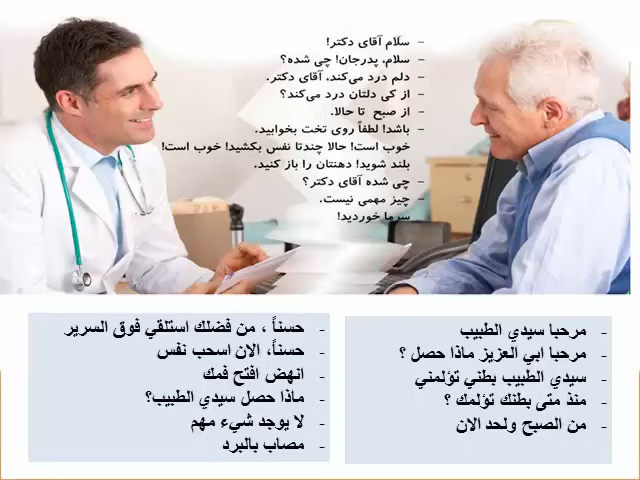 – سلام آقای دکتر!
– سلام، پدرجان! چی شده؟
– دلم درد می‌کند، آقای دکتر.
– از کی دلتان درد می‌کند؟
– از صبح تا حالا.
– باشد! لطفاً روی تخت بخوابید.
خوب است! حالا چندتا نفس بکشید! خوب است!
بلند شوید! دهنتان را باز کنید.
– چی شده آقای دکتر؟
– چیز مهمی نیست.
سرما خوردید!
- مرحبا سيدي الطبيب
- مرحبا ابي العزيز ماذا حصل ؟
- سيدي الطبيب بطني تؤلمني
- منذ متى بطنك تؤلمك ؟
- من الصبح ولحد الان
- حسناً ، من فضلك استلقي فوق السرير
- حسناً، الان اسحب نفس
- انهض افتح فمك
- ماذا حصل سيدي الطبيب؟
- لا يوجد شيء مهم
- مصاب بالبرد